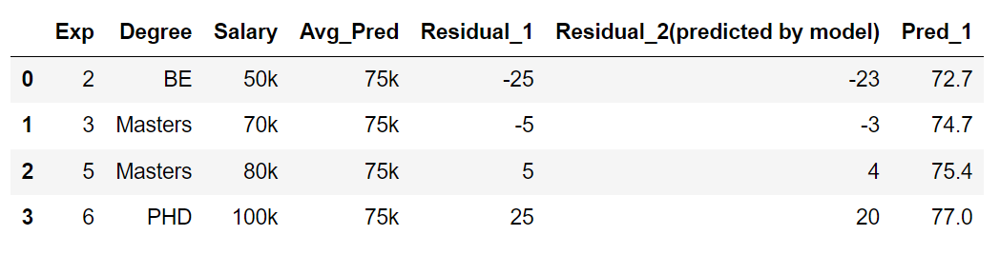 Exp Degree Salary Avg_Pred Residual_1 Residual_2(predicted by model) Pred_1
0 2 BE 50k 75k -25 -23 72.7
1 3 Masters 70k 75k -5 -3 74.7
2 5 Masters 80k 75k 5 4 75.4
3 6 PHD 100k 75k 25 20 77.0